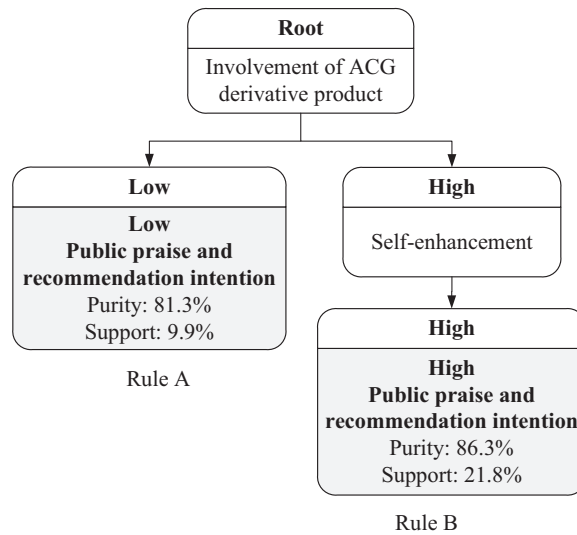 Root
Involvement of ACG
derivative product
Low
Low
Public praise and
recommendation intention
Purity: 81.3%
Support: 9.9%
Rule A
High
Self-enhancement
High
High
Public praise and
recommendation intention
Purity: 86.3%
Support: 21.8%
Rule B